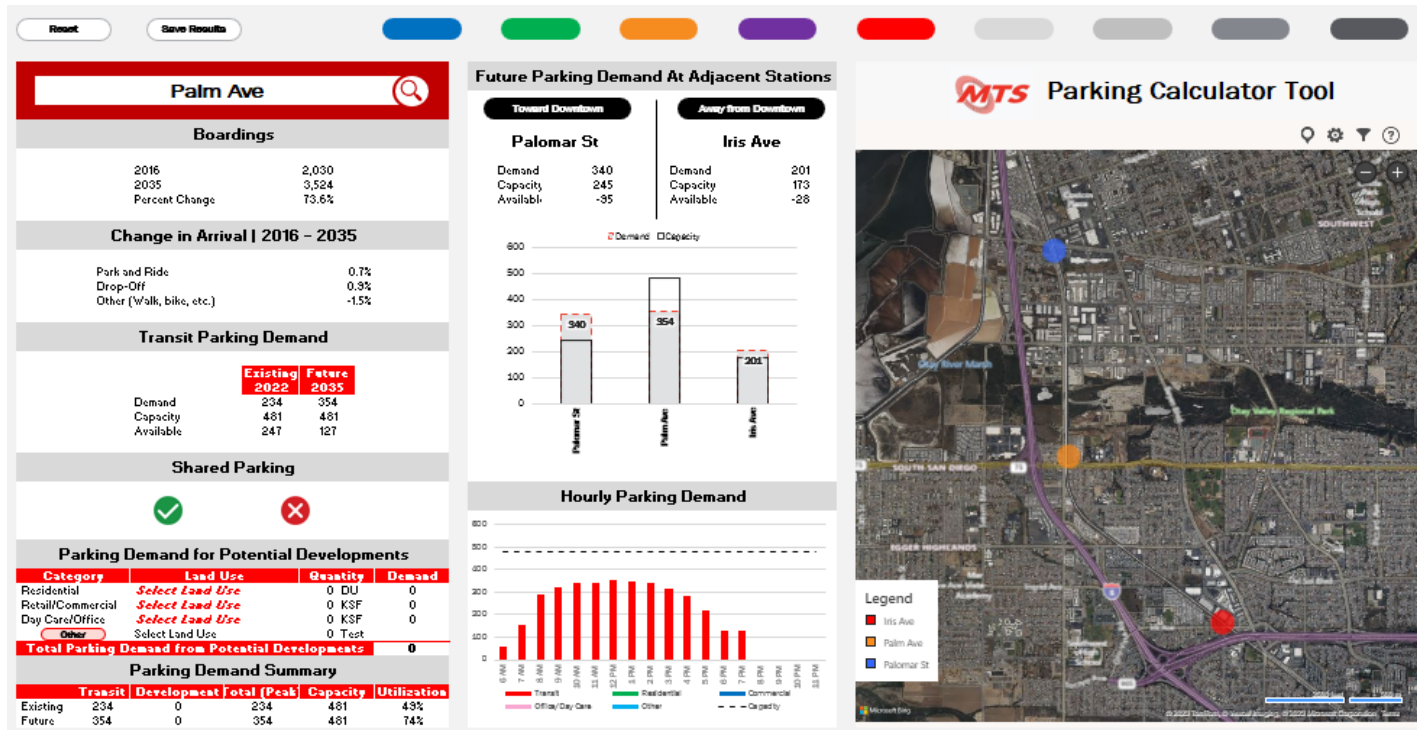 Reset
Save Results
Palm Ave
Boardings
2016 2,030
2035 3,524
Percent Change 73.6%
Change in Arrival | 2016 - 2035
Park and Ride 0.7%
Drop-Off 0.9%
Other (Walk, bike, etc.) -1.5%
Transit Parking Demand
Existing Future
2022 2035
Demand 234 354
Capacity 481 481
Available 247 127
Shared Parking
Parking Demand for Potential Developments
Category Land Use Quantity Demand
Residential Select Land Use 0 DU 0
Retail/Commercial Select Land Use 0 KSF 0
Day Care/Office Select Land Use 0 KSF 0
Other Select Land Use 0 Test
Total Parking Demand from Potential Developments 0
Parking Demand Summary
Transit Development Total (Peak Capacity Utilization
Existing 234 0 234 481 49%
Future 354 0 354 481 74%
Future Parking Demand At Adjacent Stations
Toward Downtown
Away from Downtown
Palomar St
Iris Ave
Demand 340
Capacity 245
Availabl -95
Demand 201
Capacity 173
Available -28
Demand Capacity
600
500
400
300
200
100
0
340
354
201
Palomar St
Palm Ave
Iris Ave
Hourly Parking Demand
600
500
400
300
200
100
0
6 AM
7 AM
8 AM
9 AM
10 AM
11 AM
12 PM
1 PM
2 PM
3 PM
4 PM
5 PM
6 PM
7 PM
8 PM
9 PM
10 PM
11 PM
Transit Residential Commercial
Office/Day Care Other Capacity
MTS Parking Calculator Tool
SOUTHWEST
Otay River Marsh
Otay Valley Regional Park
75
SOUTH SAN DIEGO
EGGER HIGHLANDS
Academy
5
905
Legend
Iris Ave
Palm Ave
Palomar St
Microsoft Bing
© 2023 Microsoft Corporation Terms